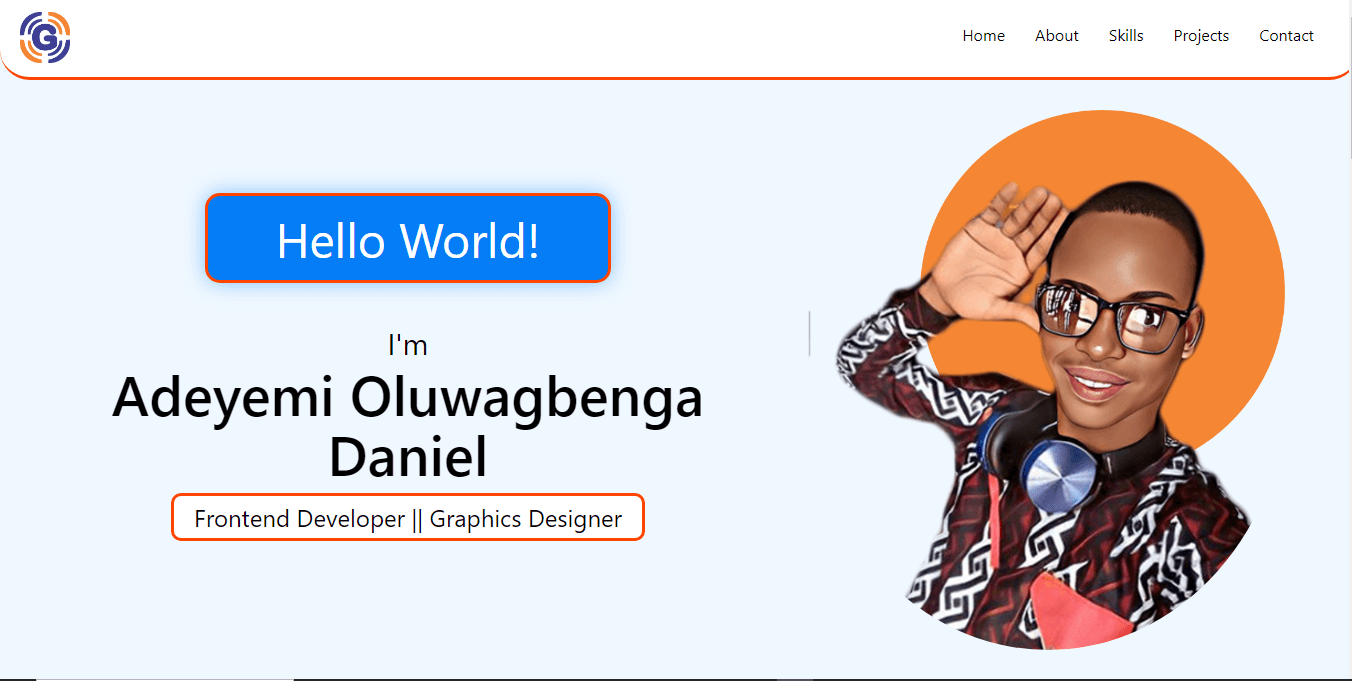 G
Home About Skills Projects Contact
Hello World!
I'm
Adeyemi Oluwagbenga
Daniel
Frontend Developer || Graphics Designer